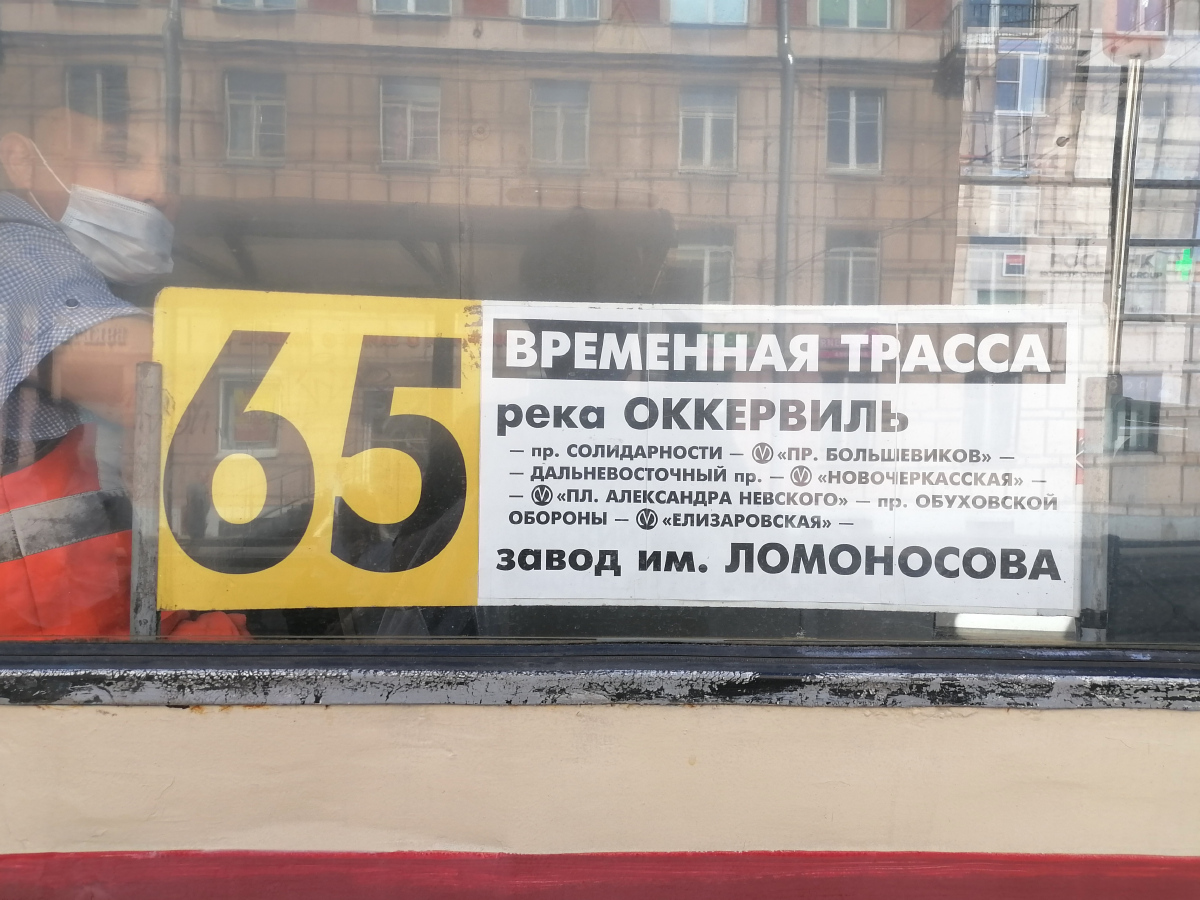 65
ВРЕМЕННАЯ ТРАССА
река ОККЕРВИЛЬ
— пр. СОЛИДАРНОСТИ — «ПР. БОЛЬШЕВИКОВ» —
— ДАЛЬНЕВОСТОЧНЫЙ пр. — «НОВОЧЕРКАССКАЯ» —
— «ПЛ. АЛЕКСАНДРА НЕВСКОГО» — пр. ОБУХОВСКОЙ
ОБОРОНЫ — «ЕЛИЗАРОВСКАЯ» —
завод им. ЛОМОНОСОВА